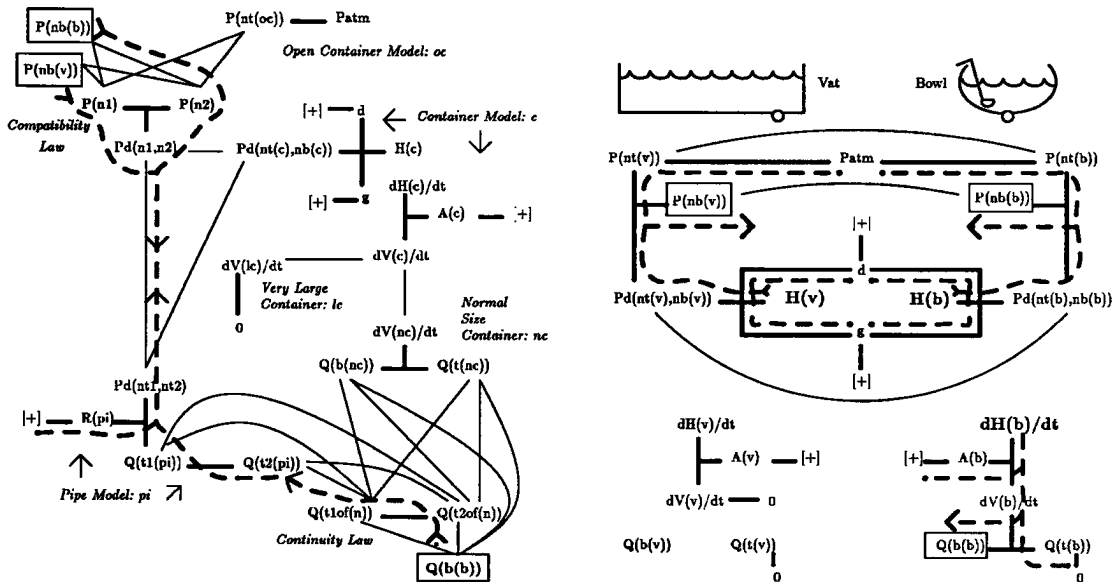 P(nb(b))
P(nt(oc)) Patm
Open Container Model: oc
P(nb(v))
P(n1) P(n2)
Compatibility
Law
Pd(n1,n2)
Pd(nt(c),nb(c))
[+] d
Container Model: c
H(c)
[+] g
dH(c)/dt
A(c) [+]
dV(c)/dt
dV(lc)/dt
Very Large
Container: lc
0
dV(nc)/dt
Normal
Size
Container: nc
Q(b(nc)) Q(t(nc))
Pd(nt1,nt2)
[+] R(pi)
Q(t1(pi)) Q(t2(pi))
Pipe Model: pi
Q(t1of(n)) Q(t2of(n))
Continuity Law
Q(b(b))
Vat
Bowl
P(nt(v)) Patm P(nt(b))
P(nb(v)) P(nb(b))
[+]
d
Pd(nt(v),nb(v)) H(v) H(b) Pd(nt(b),nb(b))
g
[+]
dH(v)/dt
A(v) [+]
dV(v)/dt 0
Q(b(v)) Q(t(v))
0
dH(b)/dt
[+] A(b)
dV(b)/dt
Q(b(b)) Q(t(b))
0